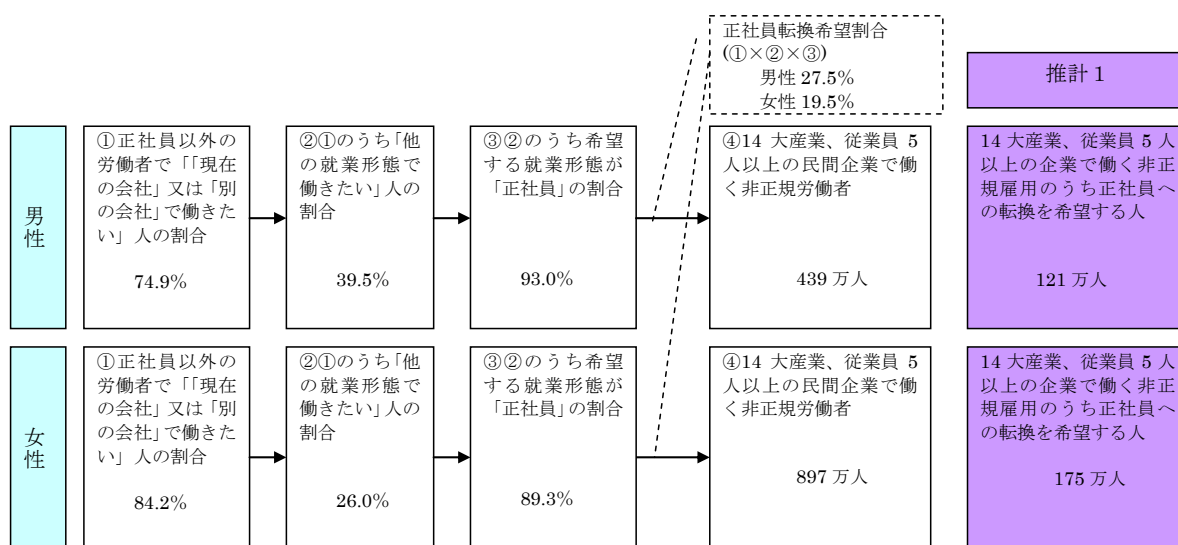 正社員転換希望割合
(①×②×③)
男性 27.5%
女性 19.5%
推計 1
男性
①正社員以外の
労働者で「「現在
の会社」又は「別
の会社」で働きた
い」人の割合
74.9%
②①のうち「他
の就業形態で
働きたい」人の
割合
39.5%
③②のうち希望
する就業形態が
「正社員」の割合
93.0%
④14 大産業、従業員 5
人以上の民間企業で働
く非正規労働者
439 万人
14 大産業、従業員 5 人
以上の企業で働く非正
規雇用のうち正社員へ
の転換を希望する人
121 万人
女性
①正社員以外の
労働者で「「現在
の会社」又は「別
の会社」で働きた
い」人の割合
84.2%
②①のうち「他
の就業形態で
働きたい」人の
割合
26.0%
③②のうち希望
する就業形態が
「正社員」の割合
89.3%
④14 大産業、従業員 5
人以上の民間企業で働
く非正規労働者
897 万人
14 大産業、従業員 5 人
以上の企業で働く非正
規雇用のうち正社員へ
の転換を希望する人
175 万人